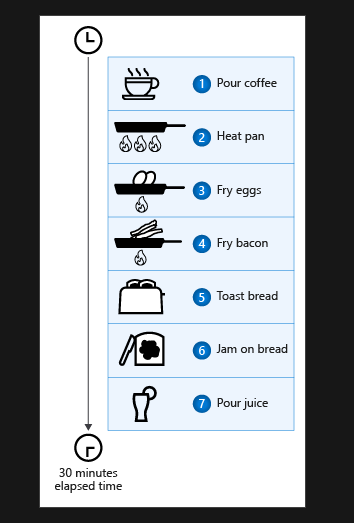 1 Pour coffee
2 Heat pan
3 Fry eggs
4 Fry bacon
5 Toast bread
6 Jam on bread
7 Pour juice
30 minutes
elapsed time